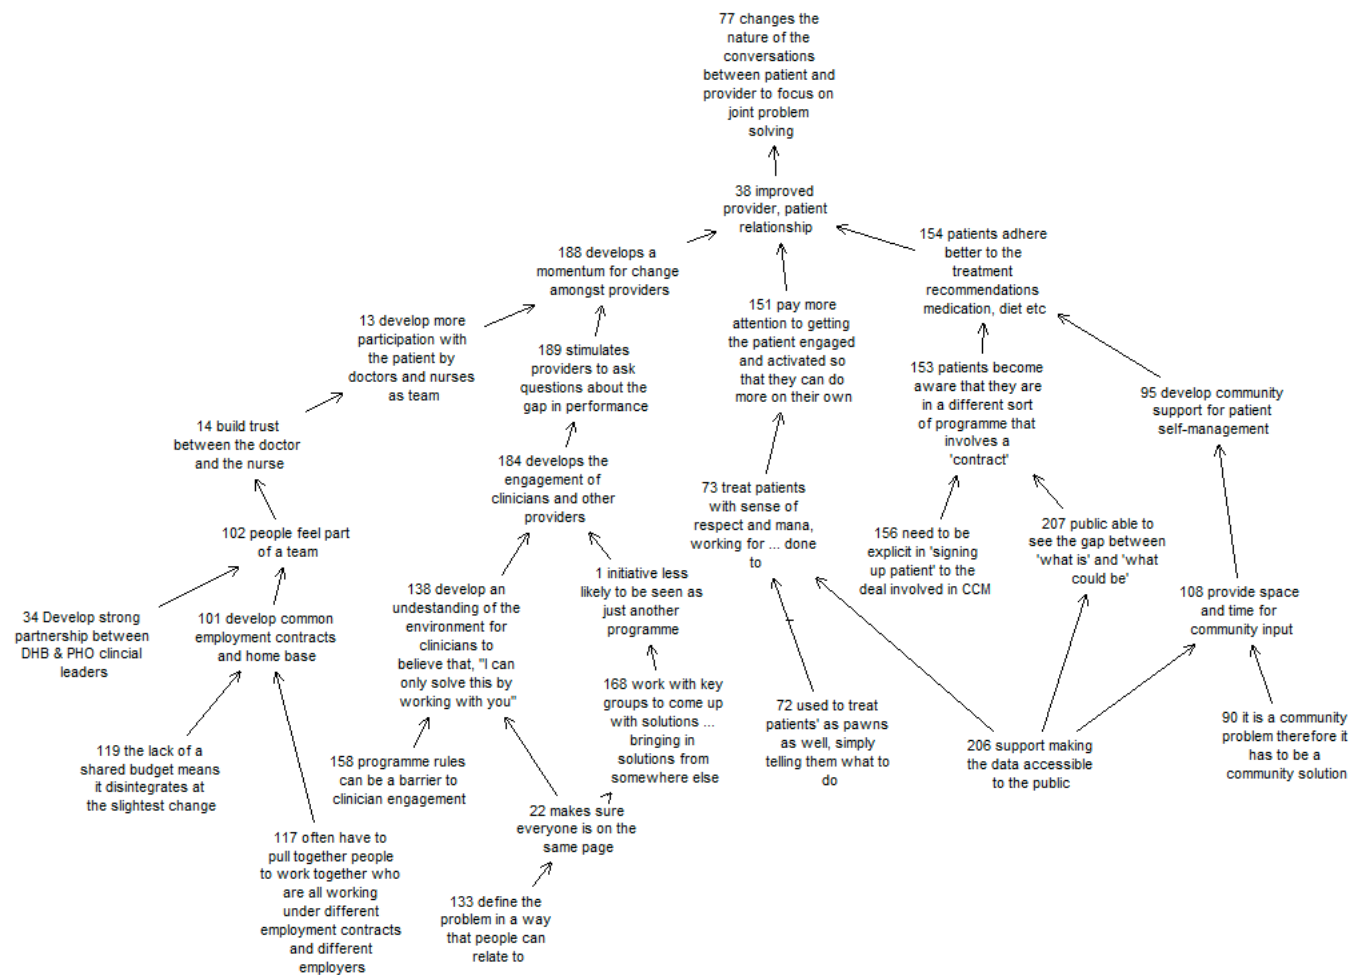 77 changes the
nature of the
conversations
between patient and
provider to focus on
joint problem
solving
38 improved
provider, patient
relationship
154 patients adhere
better to the
treatment
recommendations
medication, diet etc
188 develops a
momentum for change
amongst providers
151 pay more
attention to getting
the patient engaged
and activated so
that they can do
more on their own
13 develop more
participation with
the patient by
doctors and nurses
as team
189 stimulates
providers to ask
questions about the
gap in performance
153 patients become
aware that they are
in a different sort
of programme that
involves a
'contract'
95 develop community
support for patient
self-management
14 build trust
between the doctor
and the nurse
184 develops the
engagement of
clinicians and other
providers
73 treat patients
with sense of
respect and mana,
working for ... done
to
156 need to be
explicit in 'signing
up patient' to the
deal involved in CCM
207 public able to
see the gap between
'what is' and 'what
could be'
102 people feel part
of a team
138 develop an
undestanding of the
environment for
clinicians to
believe that, "I can
only solve this by
working with you"
1 initiative less
likely to be seen as
just another
programme
108 provide space
and time for
community input
34 Develop strong
partnership between
DHB & PHO clincial
leaders
101 develop common
employment contracts
and home base
168 work with key
groups to come up
with solutions ...
bringing in
solutions from
somewhere else
72 used to treat
patients' as pawns
as well, simply
telling them what to
do
206 support making
the data accessible
to the public
90 it is a community
problem therefore it
has to be a
community solution
119 the lack of a
shared budget means
it disintegrates at
the slightest change
158 programme rules
can be a barrier to
clinician engagement
22 makes sure
everyone is on the
same page
117 often have to
pull together people
to work together who
are all working
under different
employment contracts
and different
employers
133 define the
problem in a way
that people can
relate to